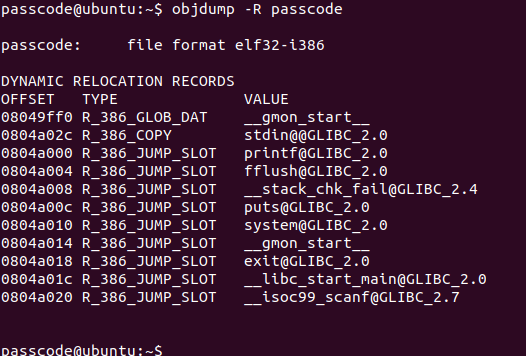 passcode@ubuntu:~$ objdump -R passcode
passcode:     file format elf32-i386
DYNAMIC RELOCATION RECORDS
OFFSET   TYPE              VALUE
08049ff0 R_386_GLOB_DAT    __gmon_start__
0804a02c R_386_COPY        stdin@@GLIBC_2.0
0804a000 R_386_JUMP_SLOT   printf@GLIBC_2.0
0804a004 R_386_JUMP_SLOT   fflush@GLIBC_2.0
0804a008 R_386_JUMP_SLOT   __stack_chk_fail@GLIBC_2.4
0804a00c R_386_JUMP_SLOT   puts@GLIBC_2.0
0804a010 R_386_JUMP_SLOT   system@GLIBC_2.0
0804a014 R_386_JUMP_SLOT   __gmon_start__
0804a018 R_386_JUMP_SLOT   exit@GLIBC_2.0
0804a01c R_386_JUMP_SLOT   __libc_start_main@GLIBC_2.0
0804a020 R_386_JUMP_SLOT   __isoc99_scanf@GLIBC_2.7
passcode@ubuntu:~$